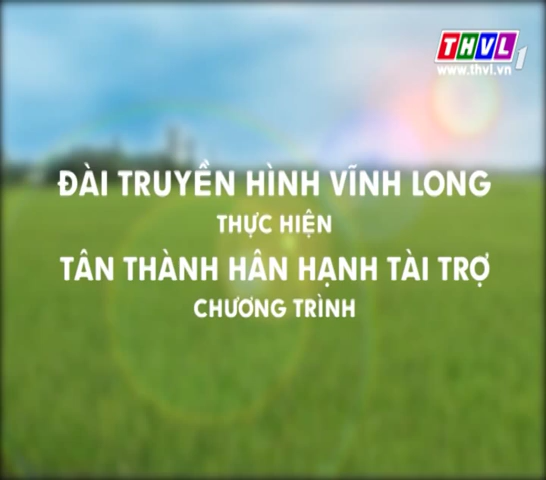 THVL1
www.thvl.vn
ĐÀI TRUYỀN HÌNH VĨNH LONG
THỰC HIỆN
TÂN THÀNH HÂN HẠNH TÀI TRỢ
CHƯƠNG TRÌNH